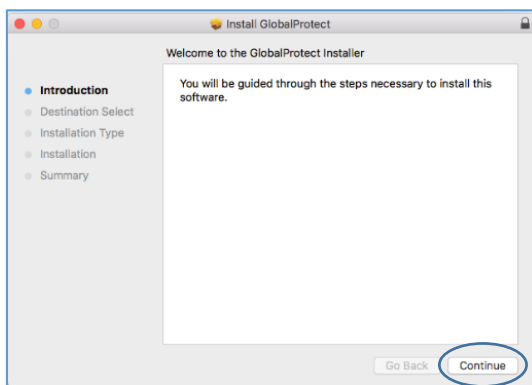 Install GlobalProtect
Welcome to the GlobalProtect Installer
Introduction
Destination Select
Installation Type
Installation
Summary
You will be guided through the steps necessary to install this
software.
Go Back
Continue